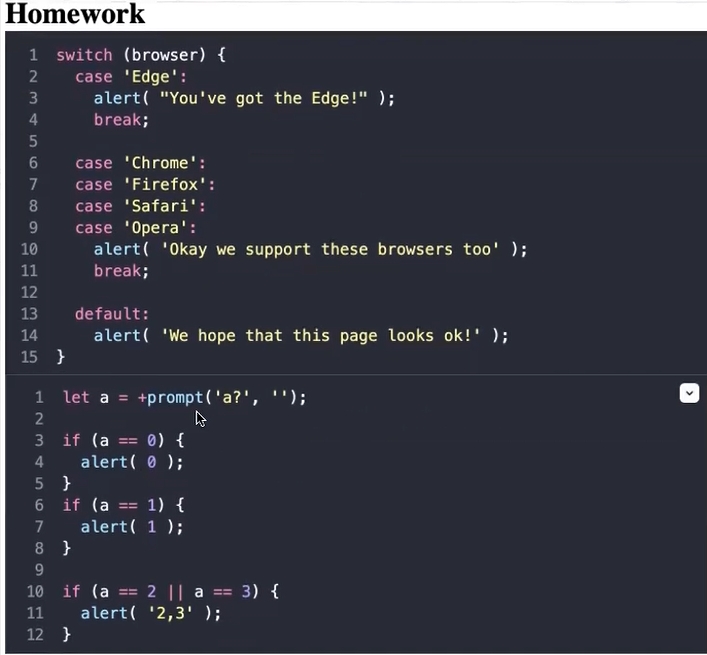 Homework
1 switch (browser) {
2 case 'Edge':
3 alert( "You've got the Edge!" );
4 break;
5
6 case 'Chrome':
7 case 'Firefox':
8 case 'Safari':
9 case 'Opera':
10 alert( 'Okay we support these browsers too' );
11 break;
12
13 default:
14 alert( 'We hope that this page looks ok!' );
15 }
1 let a = +prompt('a?', '');
2
3 if (a == 0) {
4 alert( 0 );
5 }
6 if (a == 1) {
7 alert( 1 );
8 }
9
10 if (a == 2 || a == 3) {
11 alert( '2,3' );
12 }